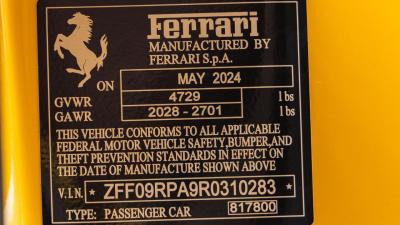 Ferrari
MANUFACTURED BY
FERRARI S.p.A.
ON MAY 2024
GVWR 4729 lbs
GAWR 2028 - 2701 lbs
THIS VEHICLE CONFORMS TO ALL APPLICABLE
FEDERAL MOTOR VEHICLE SAFETY,BUMPER,AND
THEFT PREVENTION STANDARDS IN EFFECT ON
THE DATE OF MANUFACTURE SHOWN ABOVE
V.I.N. * ZFF09RPA9R0310283 *
TYPE: PASSENGER CAR 817800